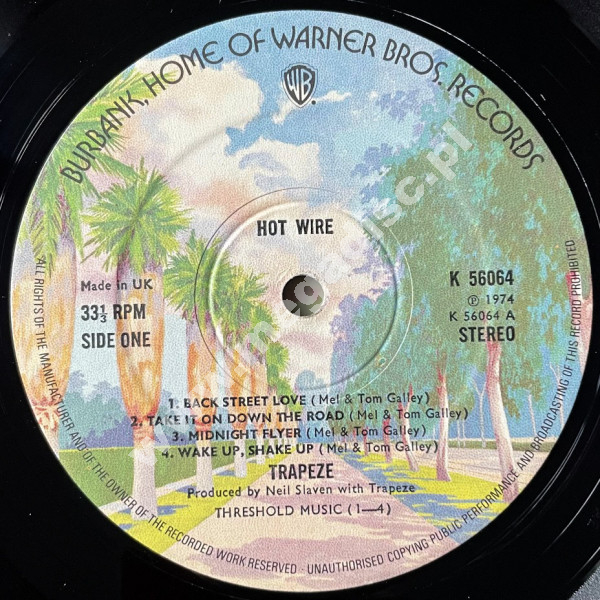 BURBANK, HOME OF WARNER BROS. RECORDS
WB
HOT WIRE
Made in UK
33⅓ RPM
SIDE ONE
K 56064
℗ 1974
K 56064 A
STEREO
1. BACK STREET LOVE (Mel & Tom Galley)
2. TAKE IT ON DOWN THE ROAD (Mel & Tom Galley)
3. MIDNIGHT FLYER (Mel & Tom Galley)
4. WAKE UP, SHAKE UP (Mel & Tom Galley)
TRAPEZE
Produced by Neil Slaven with Trapeze
THRESHOLD MUSIC (1—4)
ALL RIGHTS OF THE MANUFACTURER AND OF THE OWNER OF THE RECORDED WORK RESERVED · UNAUTHORISED COPYING PUBLIC PERFORMANCE AND BROADCASTING OF THIS RECORD PROHIBITED